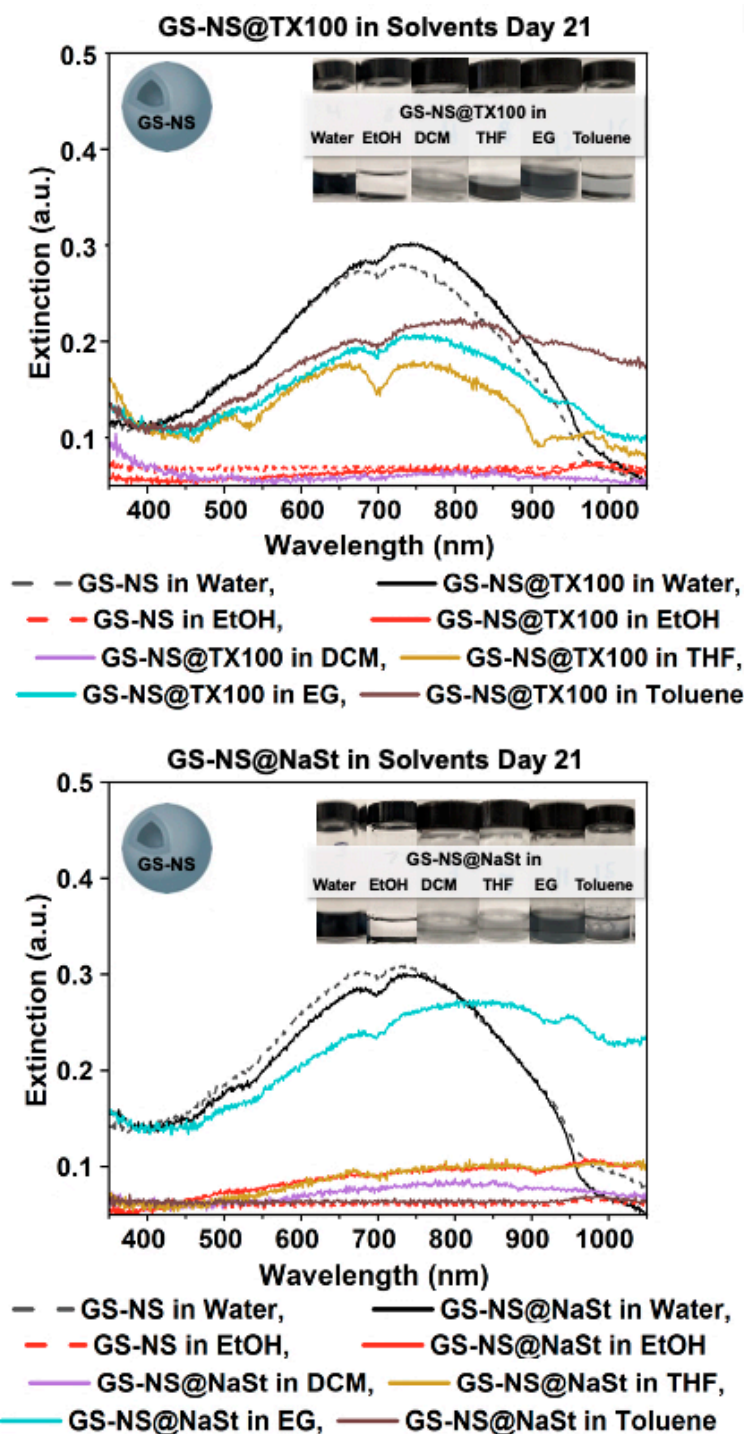 GS-NS@TX100 in Solvents Day 21
0.5
0.4
0.3
0.2
0.1
Extinction (a.u.)
GS-NS
GS-NS@TX100 in
Water EtOH DCM THF EG Toluene
400 500 600 700 800 900 1000
Wavelength (nm)
GS-NS in Water, GS-NS@TX100 in Water,
GS-NS in EtOH, GS-NS@TX100 in EtOH
GS-NS@TX100 in DCM, GS-NS@TX100 in THF,
GS-NS@TX100 in EG, GS-NS@TX100 in Toluene
GS-NS@NaSt in Solvents Day 21
0.5
0.4
0.3
0.2
0.1
Extinction (a.u.)
GS-NS
GS-NS@NaSt in
Water EtOH DCM THF EG Toluene
400 500 600 700 800 900 1000
Wavelength (nm)
GS-NS in Water, GS-NS@NaSt in Water,
GS-NS in EtOH, GS-NS@NaSt in EtOH
GS-NS@NaSt in DCM, GS-NS@NaSt in THF,
GS-NS@NaSt in EG, GS-NS@NaSt in Toluene